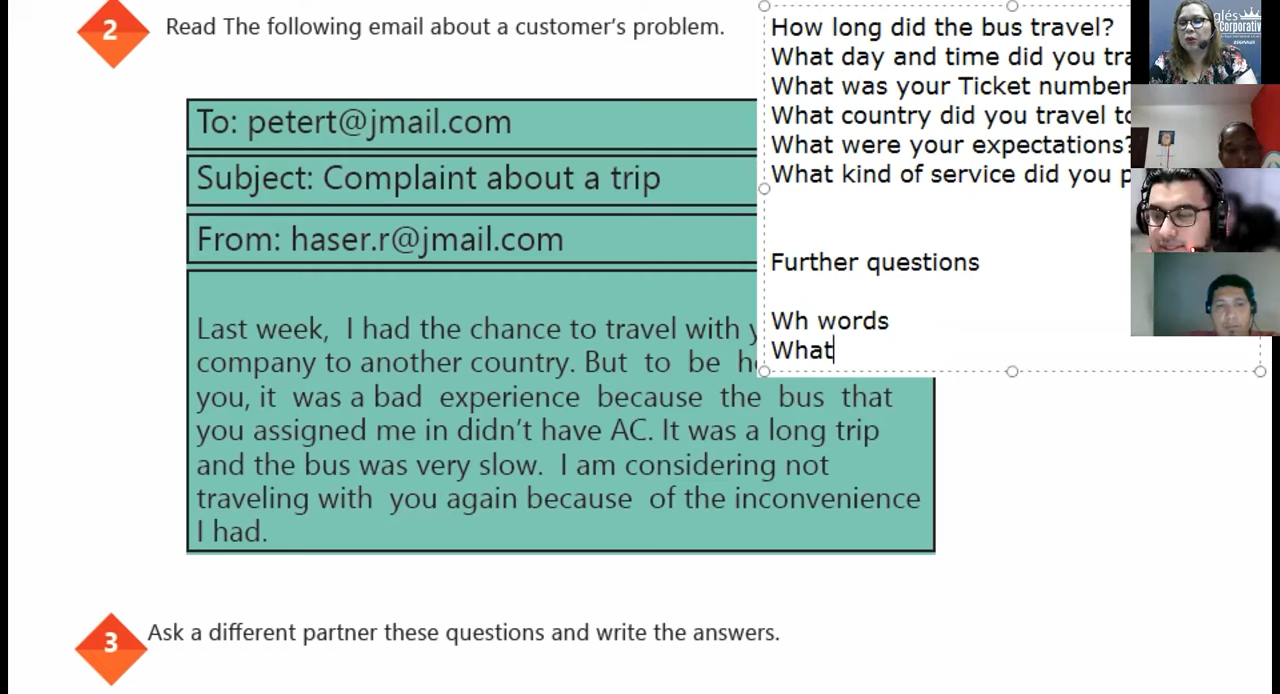 2
Read The following email about a customer's problem.
To: petert@jmail.com
Subject: Complaint about a trip
From: haser.r@jmail.com
Last week, I had the chance to travel with
company to another country. But to be
you, it was a bad experience because the bus that
you assigned me in didn't have AC. It was a long trip
and the bus was very slow. I am considering not
traveling with you again because of the inconvenience
I had.
How long did the bus travel?
What day and time did you
What was your Ticket number
What country did you travel
What were your expectations?
What kind of service did you
Further questions
Wh words
What
glés
Corporativ
3
Ask a different partner these questions and write the answers.